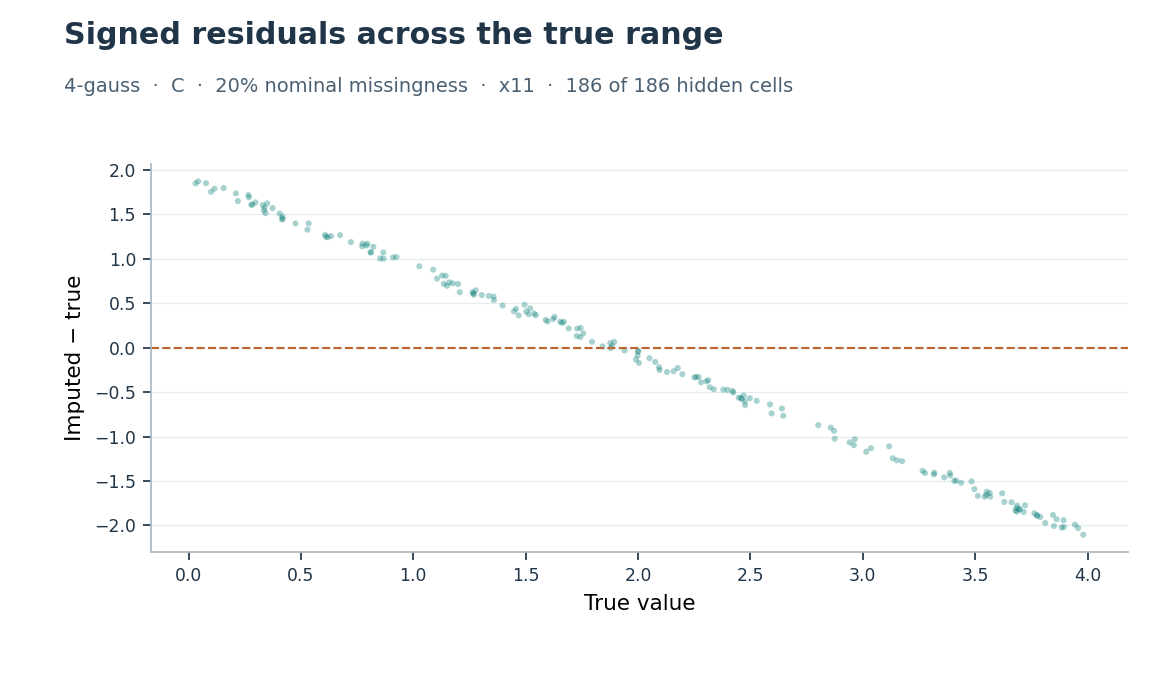 Signed residuals across the true range
4-gauss · C · 20% nominal missingness · x11 · 186 of 186 hidden cells
Imputed − true
2.0
1.5
1.0
0.5
0.0
−0.5
−1.0
−1.5
−2.0
0.0 0.5 1.0 1.5 2.0 2.5 3.0 3.5 4.0
True value